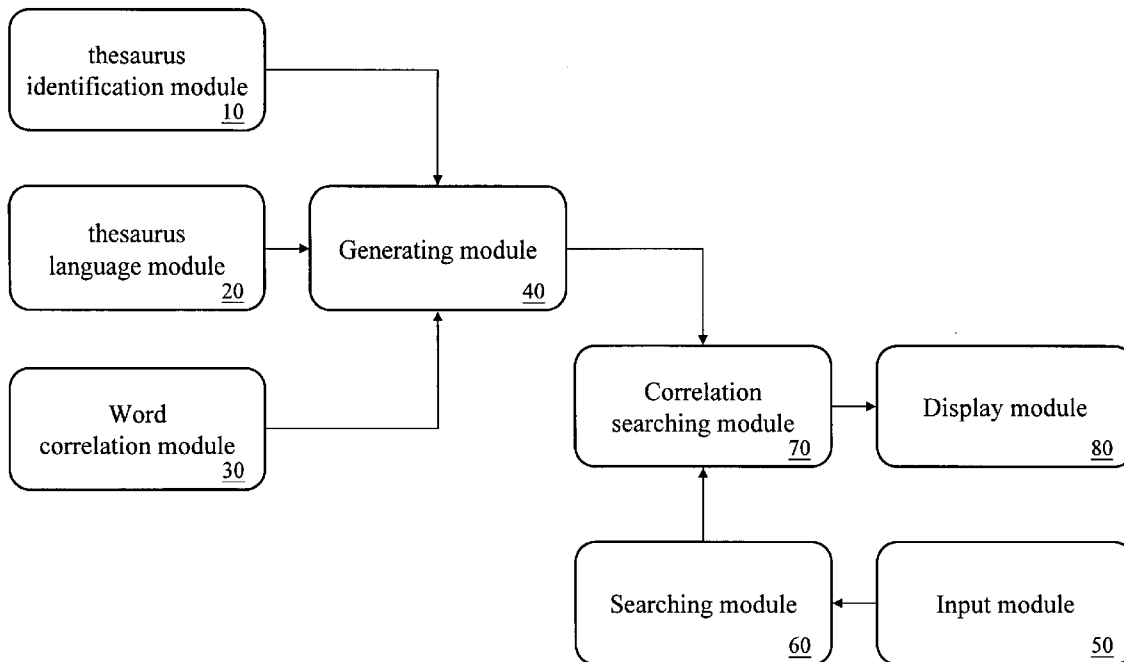 thesaurus
identification module
10
thesaurus
language module
20
Generating module
40
Word
correlation module
30
Correlation
searching module
70
Display module
80
Searching module
60
Input module
50